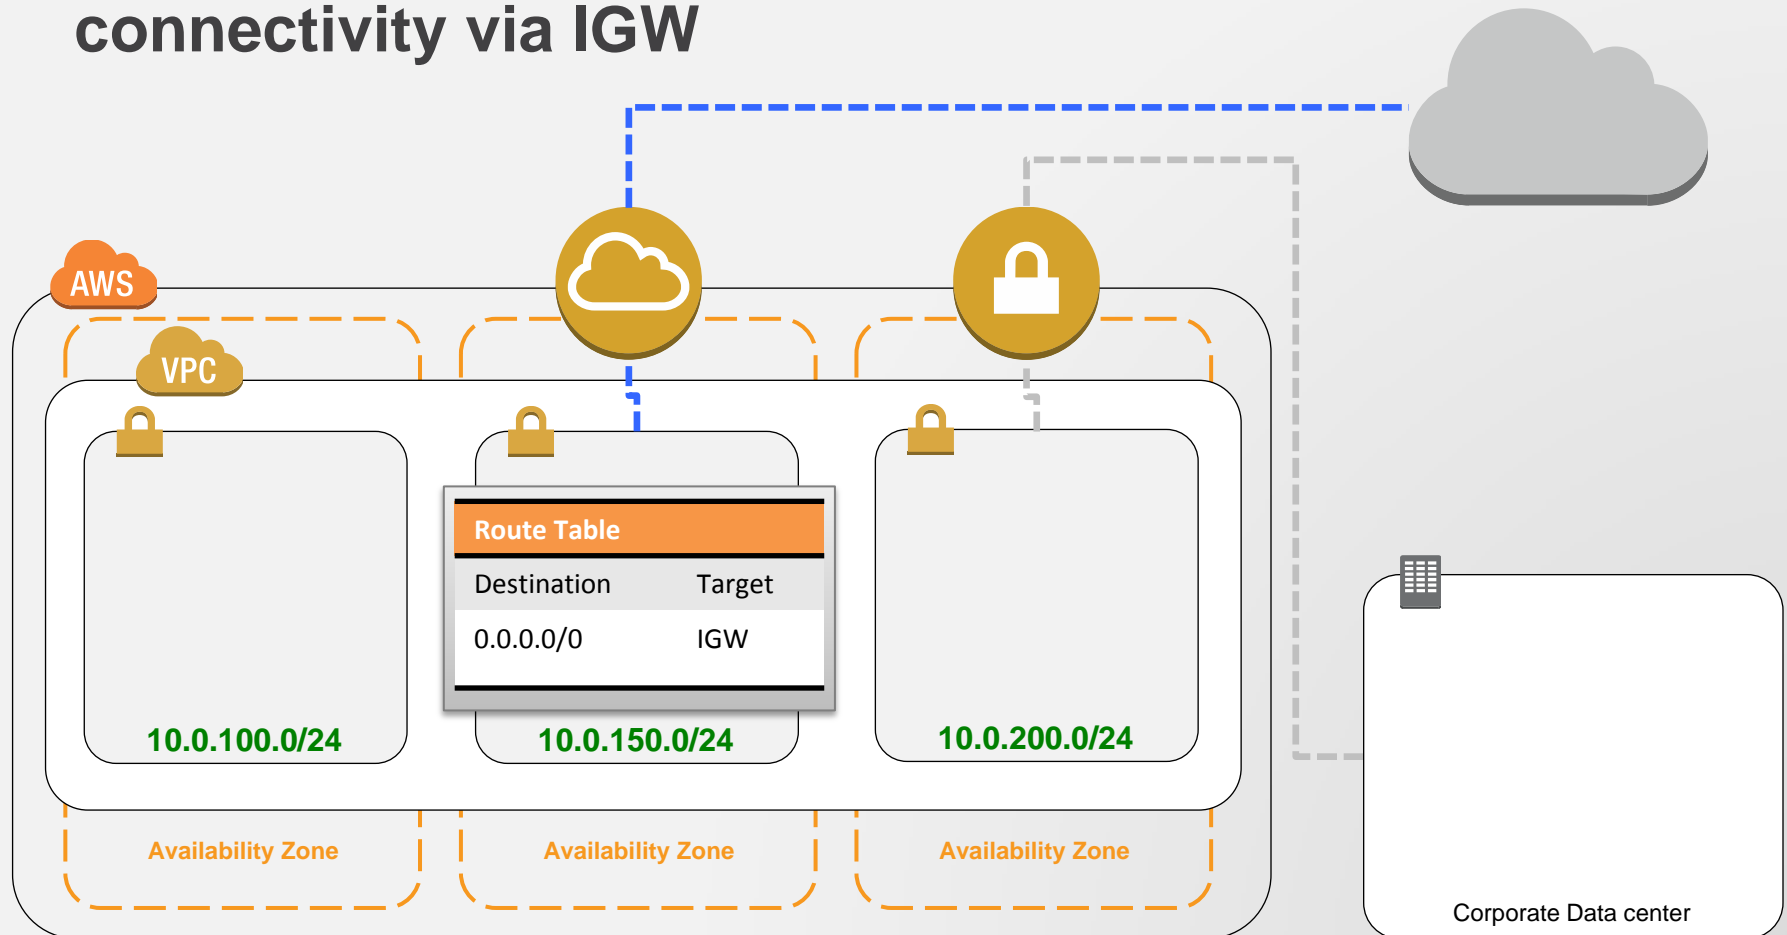 connectivity via IGW
AWS
VPC
Route Table
Destination Target
0.0.0.0/0 IGW
10.0.100.0/24
10.0.150.0/24
10.0.200.0/24
Availability Zone
Availability Zone
Availability Zone
Corporate Data center